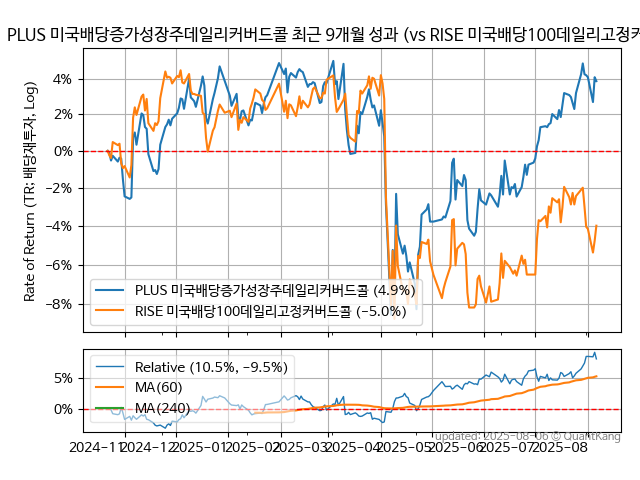 PLUS 미국배당증가성장주데일리커버드콜 최근 9개월 성과 (vs RISE 미국배당100데일리고정커
Rate of Return (TR: 배당재투자, Log)
4%
2%
0%
−2%
−4%
−6%
−8%
PLUS 미국배당증가성장주데일리커버드콜 (4.9%)
RISE 미국배당100데일리고정커버드콜 (−5.0%)
5%
0%
Relative (10.5%, −9.5%)
MA(60)
MA(240)
2024−11 2024−12 2025−01 2025−02 2025−03 2025−04 2025−05 2025−06 2025−07 2025−08
updated: 2025-08-06 © QuantKang